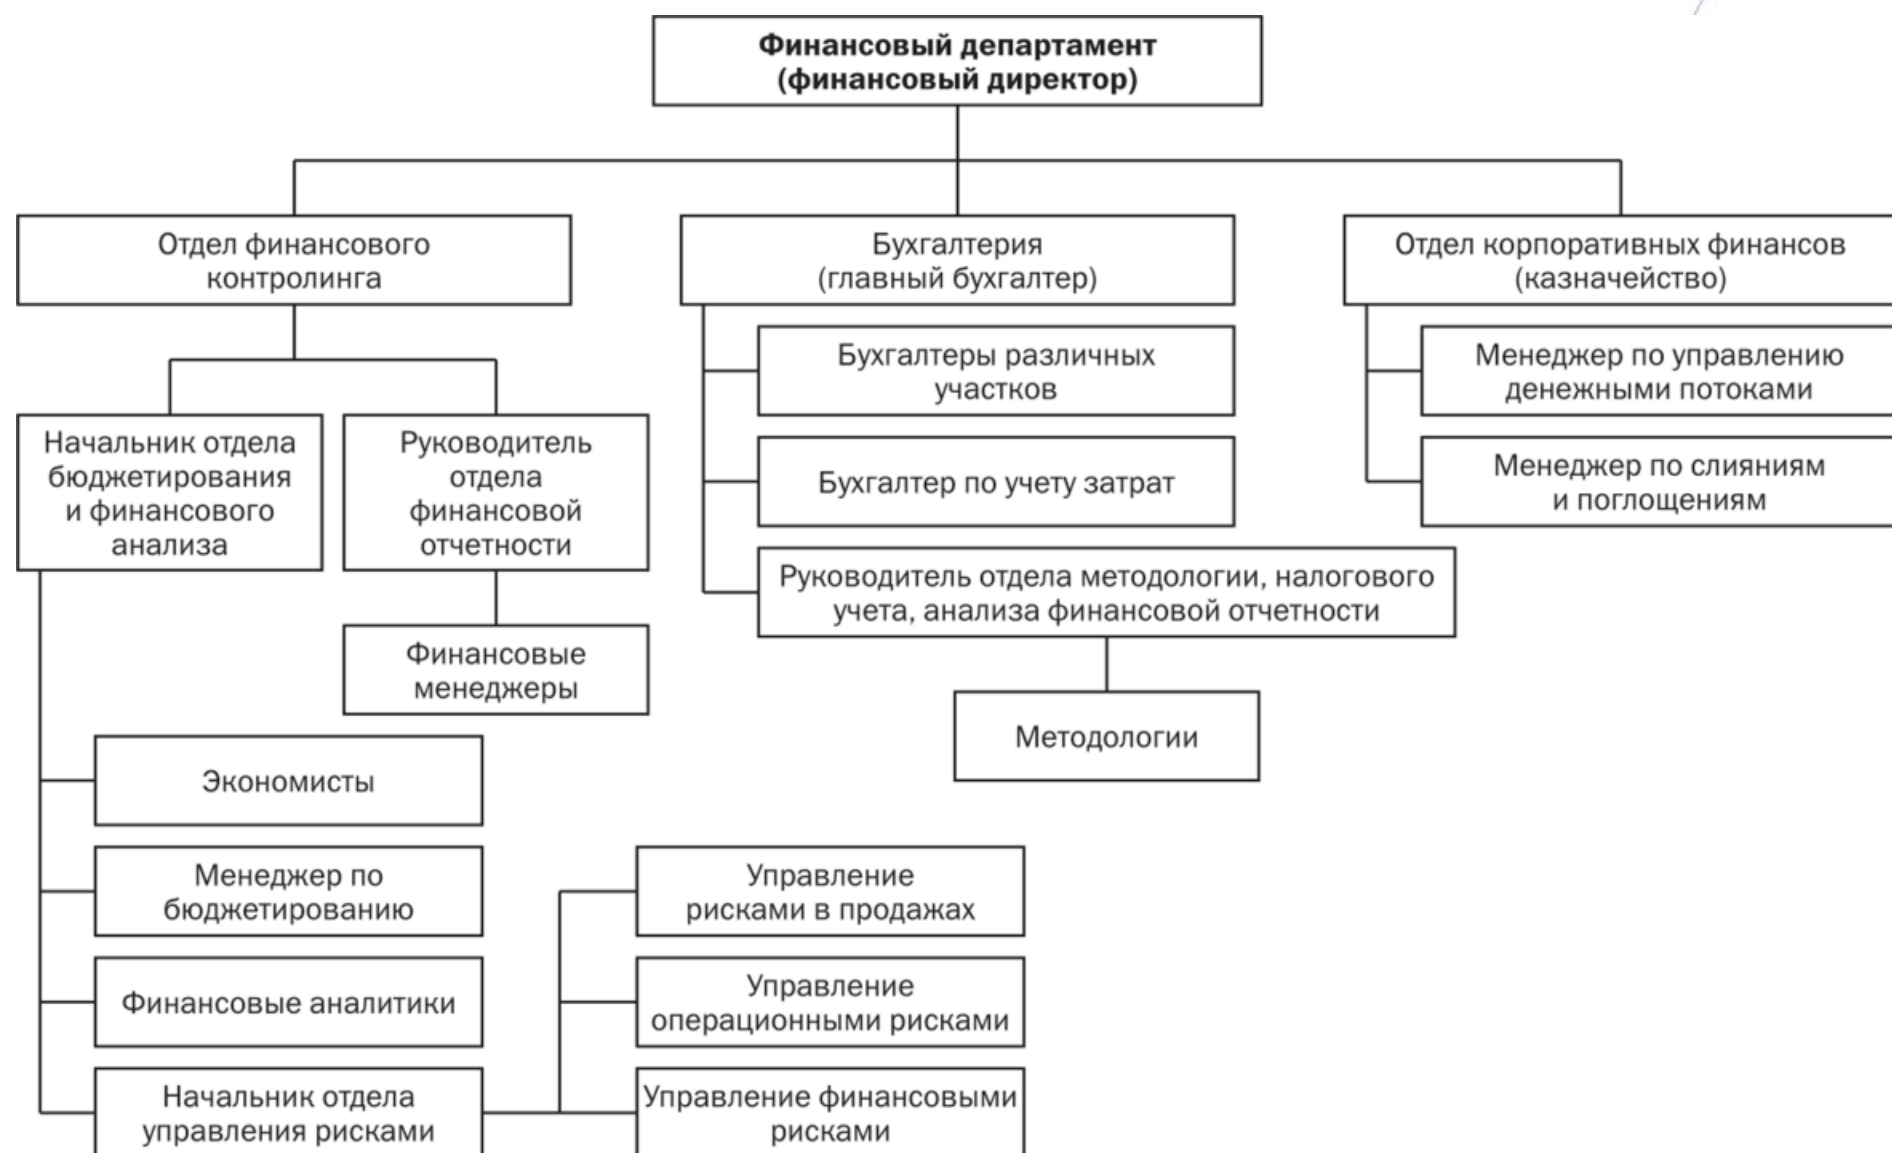 Финансовый департамент
(финансовый директор)
Отдел финансового
контролинга
Бухгалтерия
(главный бухгалтер)
Отдел корпоративных финансов
(казначейство)
Бухгалтеры различных
участков
Менеджер по управлению
денежными потоками
Начальник отдела
бюджетирования
и финансового
анализа
Руководитель
отдела
финансовой
отчетности
Бухгалтер по учету затрат
Менеджер по слияниям
и поглощениям
Руководитель отдела методологии, налогового
учета, анализа финансовой отчетности
Финансовые
менеджеры
Методологии
Экономисты
Менеджер по
бюджетированию
Управление
рисками в продажах
Финансовые аналитики
Управление
операционными рисками
Начальник отдела
управления рисками
Управление финансовыми
рисками